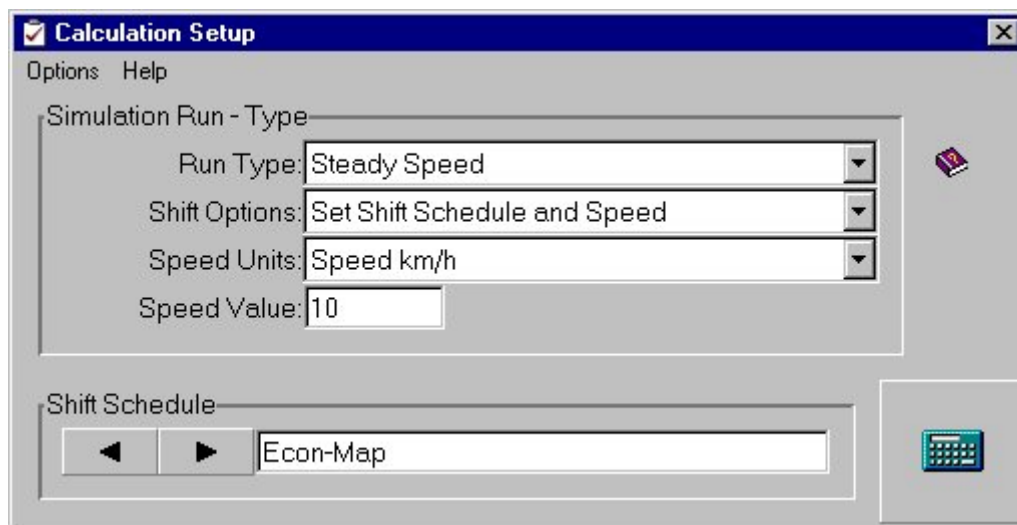 Calculation Setup
Options Help
Simulation Run - Type
Run Type: Steady Speed
Shift Options: Set Shift Schedule and Speed
Speed Units: Speed km/h
Speed Value: 10
Shift Schedule
Econ-Map